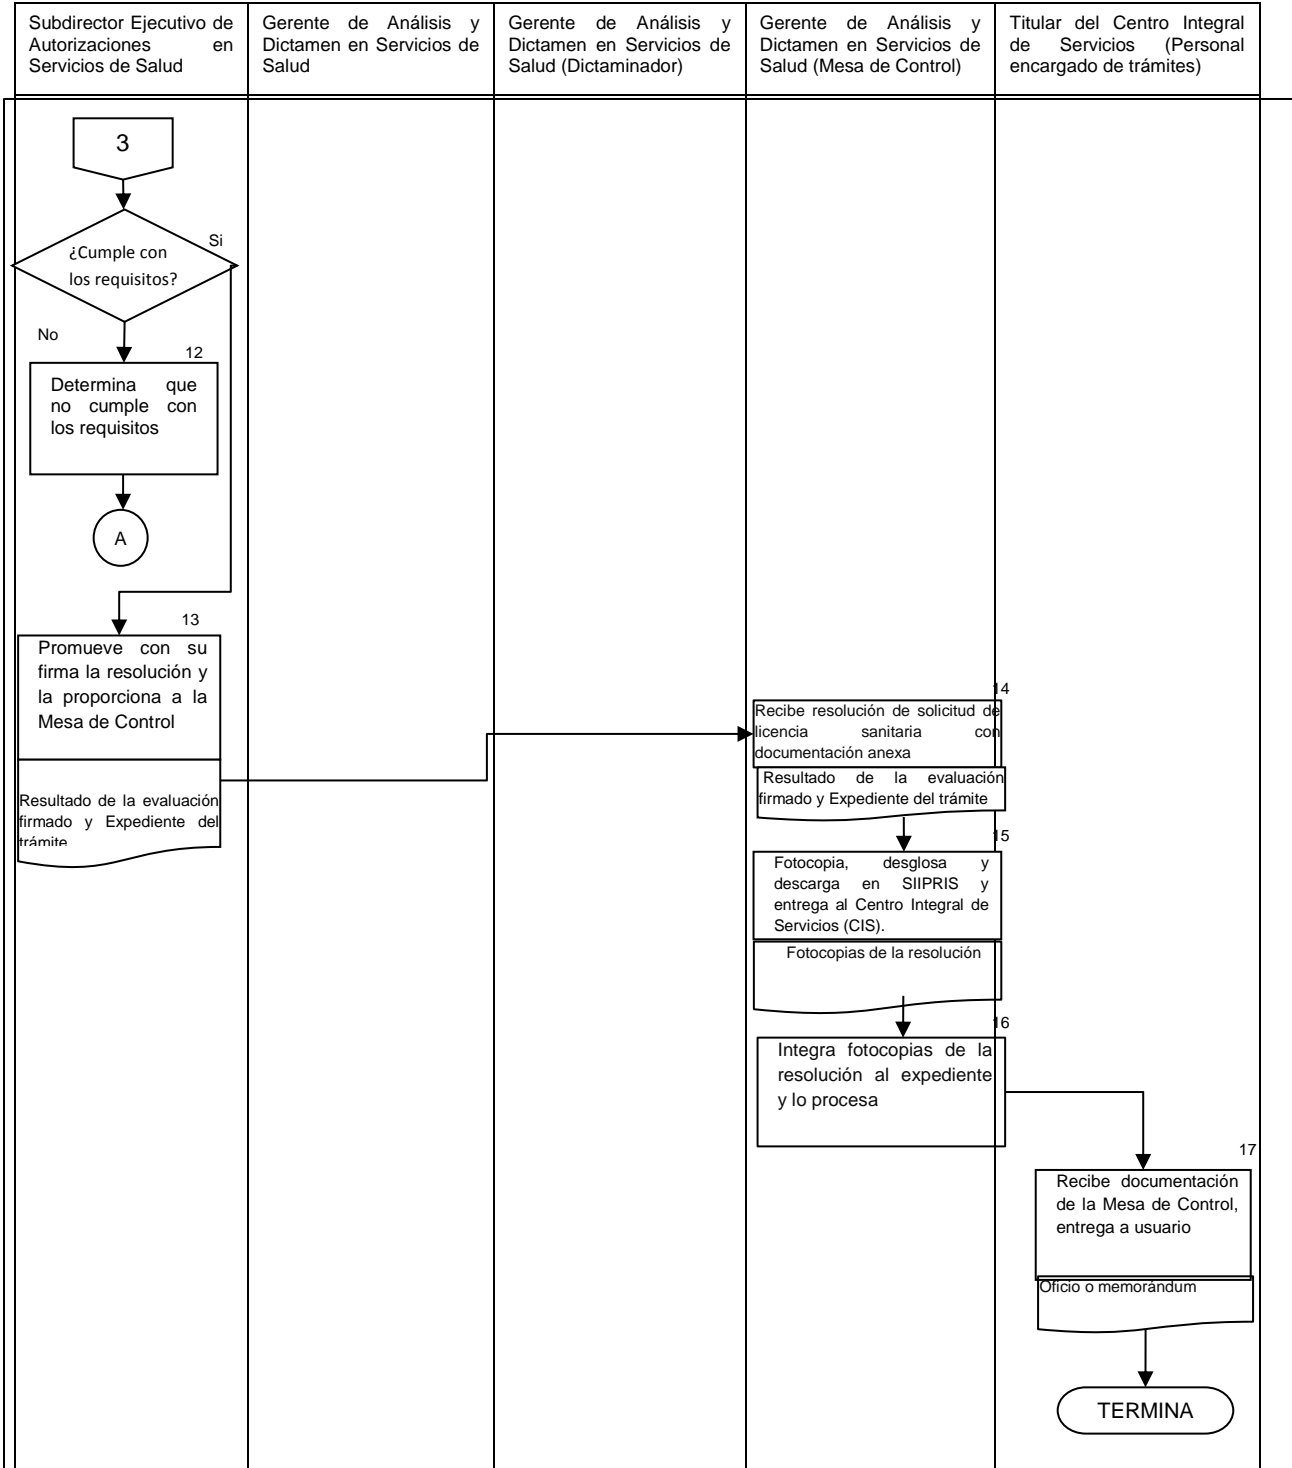 Subdirector Ejecutivo de
Autorizaciones en
Servicios de Salud
Gerente de Análisis y
Dictamen en Servicios de
Salud
Gerente de Análisis y
Dictamen en Servicios de
Salud (Dictaminador)
Gerente de Análisis y
Dictamen en Servicios de
Salud (Mesa de Control)
Titular del Centro Integral
de Servicios (Personal
encargado de trámites)
3
¿Cumple con
los requisitos?
Si
No
12
Determina que
no cumple con
los requisitos
A
13
Promueve con su
firma la resolución y
la proporciona a la
Mesa de Control
Resultado de la evaluación
firmado y Expediente del
trámite
14
Recibe resolución de solicitud de
licencia sanitaria con
documentación anexa
Resultado de la evaluación
firmado y Expediente del trámite
15
Fotocopia, desglosa y
descarga en SIIPRIS y
entrega al Centro Integral de
Servicios (CIS).
Fotocopias de la resolución
16
Integra fotocopias de la
resolución al expediente
y lo procesa
17
Recibe documentación
de la Mesa de Control,
entrega a usuario
Oficio o memorándum
TERMINA